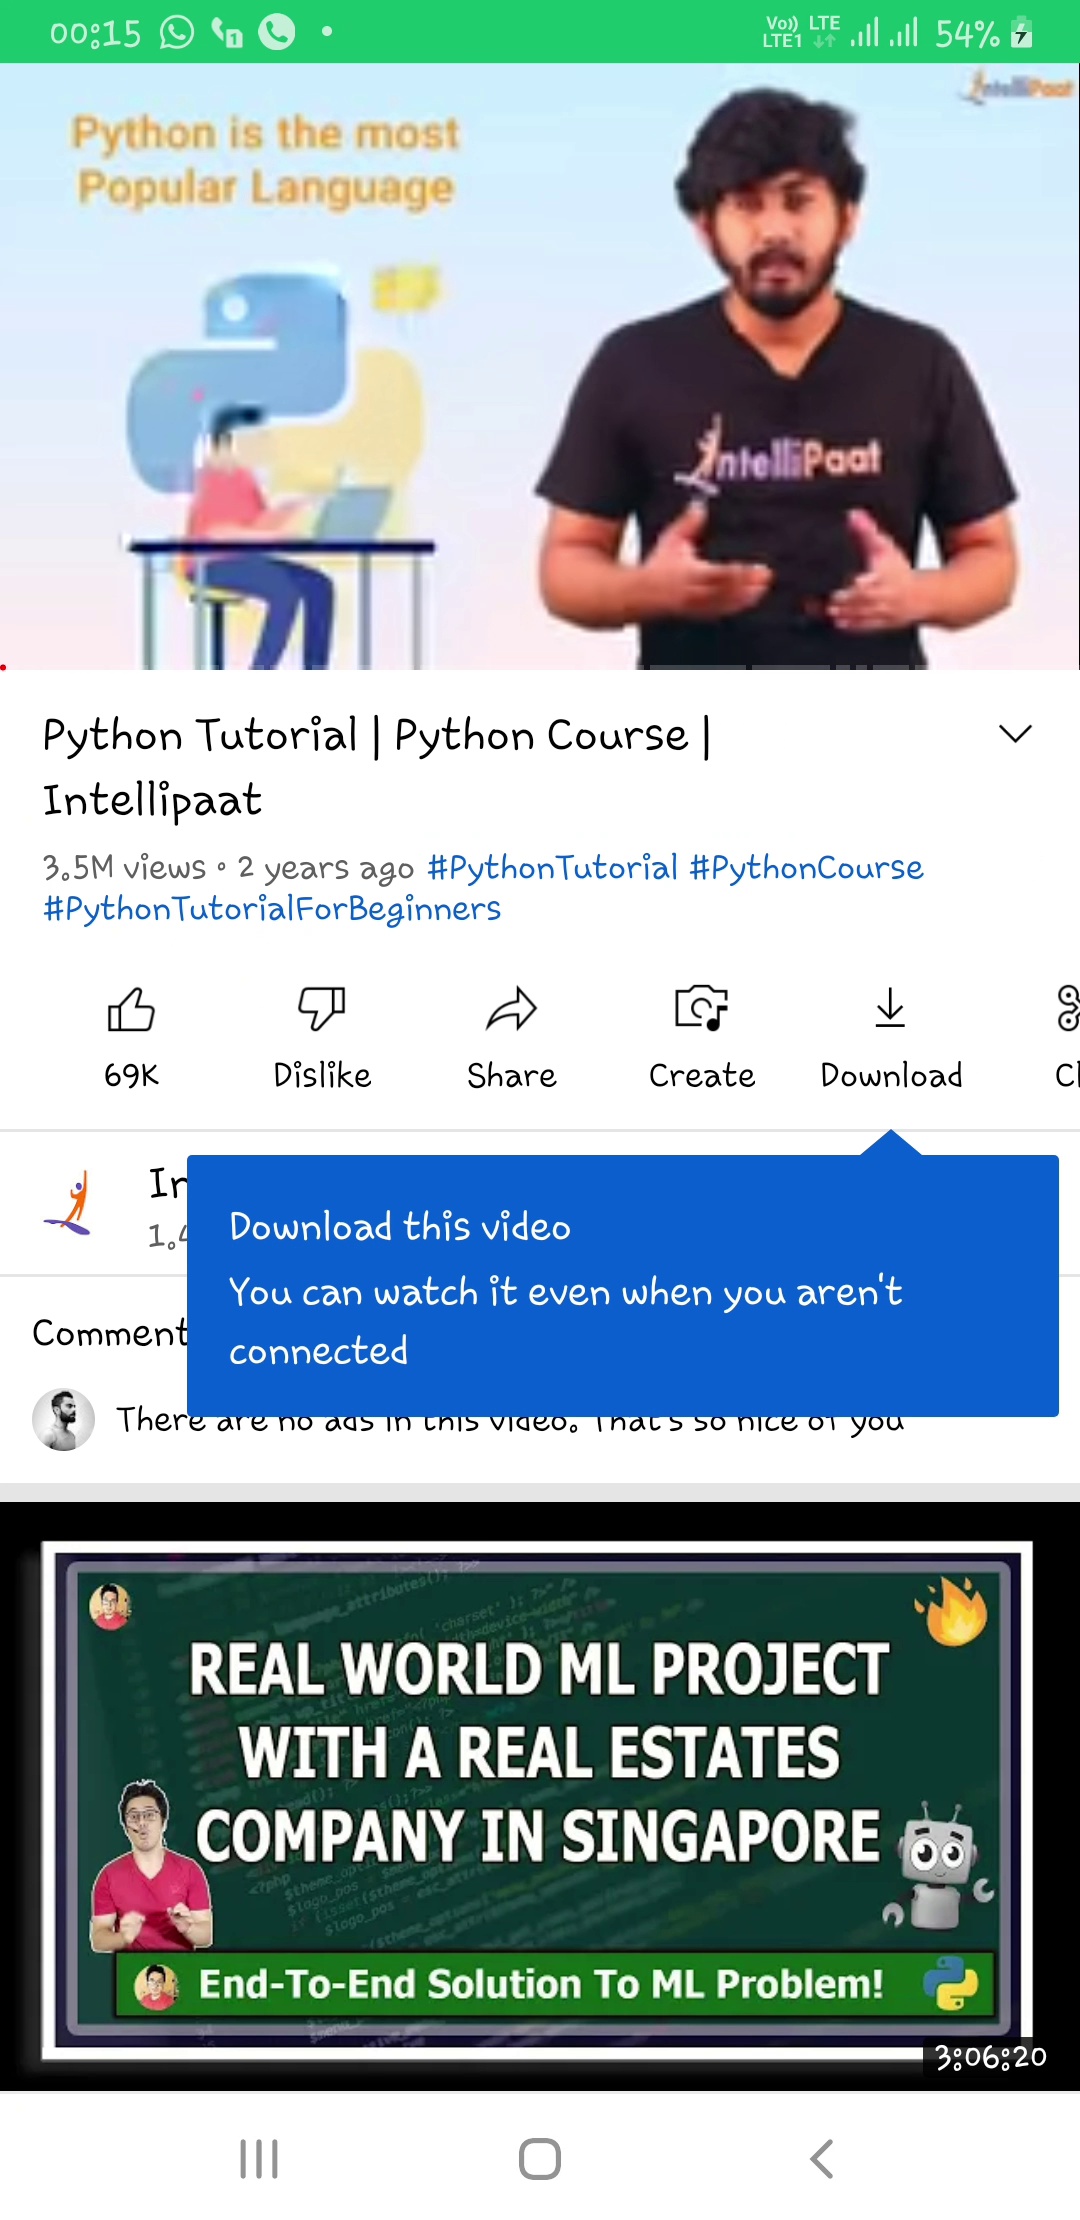 00:15
Vo)) LTE
LTE1
54%
IntelliPaat
Python is the most
Popular Language
IntelliPaat
Python Tutorial | Python Course |
Intellipaat
3.5M views • 2 years ago #PythonTutorial #PythonCourse
#PythonTutorialForBeginners
69K
Dislike
Share
Create
Download
Download this video
You can watch it even when you aren't
connected
Comment
There are no ads in this video. That's so nice of you
REAL WORLD ML PROJECT
WITH A REAL ESTATES
COMPANY IN SINGAPORE
End-To-End Solution To ML Problem!
3:06:20